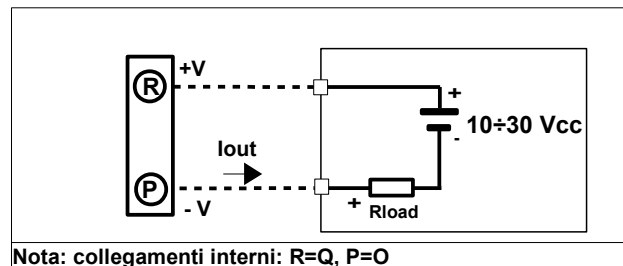 R
+V
+
10÷30 Vcc
-
Iout
P
- V
+
Rload
Nota: collegamenti interni: R=Q, P=O